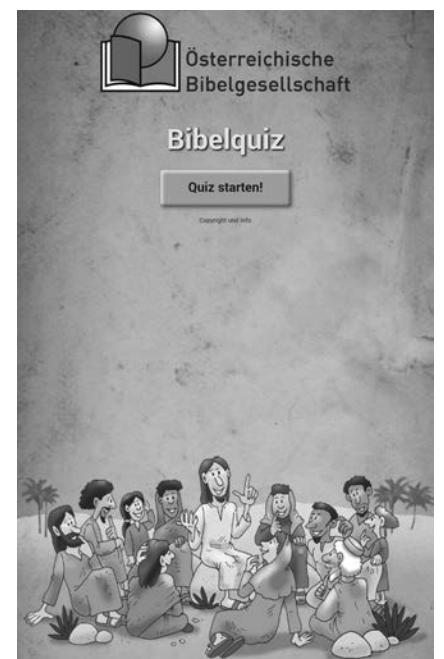 Österreichische
Bibelgesellschaft
Bibelquiz
Quiz starten!
Copyright und Info